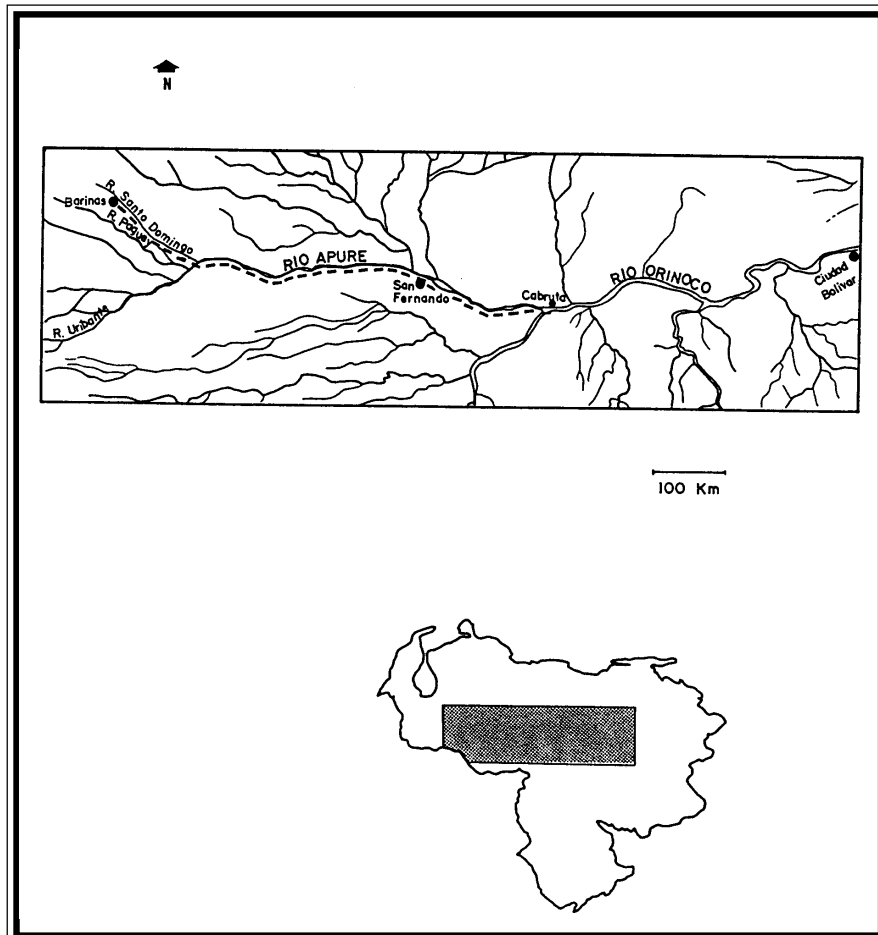 N
R. Santo Domingo
Barinas
R. Paguey
RIO APURE
San
Fernando
Cabruta
RIO ORINOCO
Ciudad
Bolivar
R. Uribante
100 Km